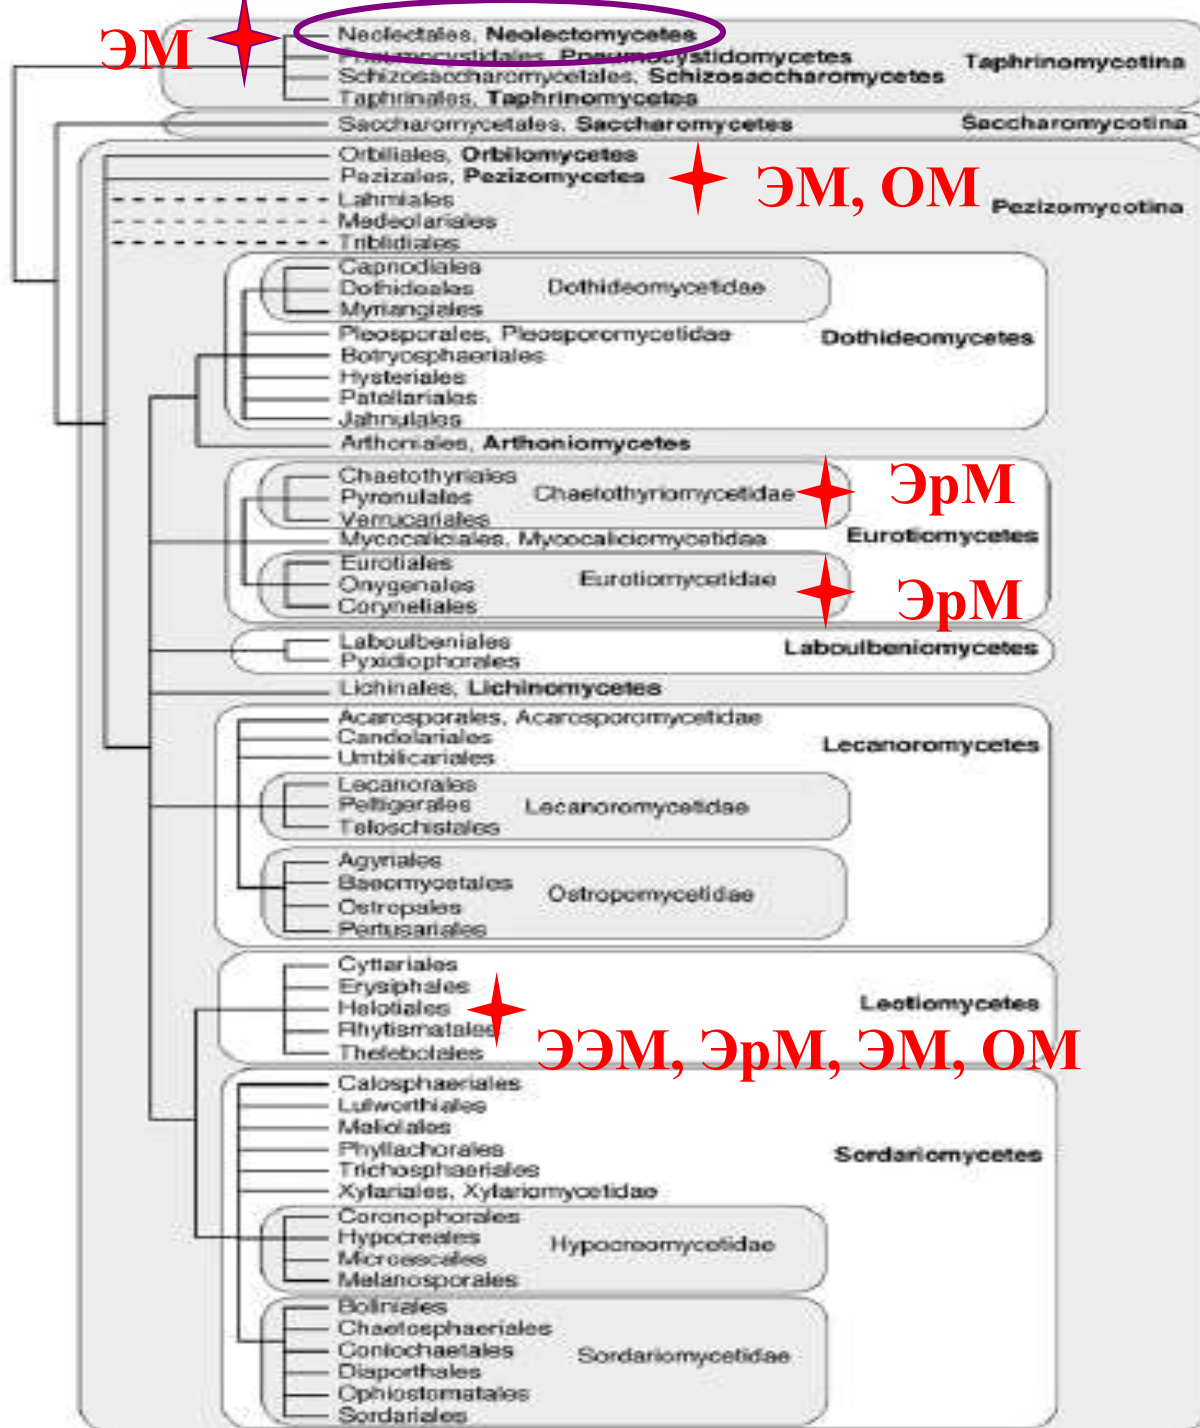 ЭМ
Neolectales, Neolectomycetes
Pneumocystidales, Pneumocystidomycetes
Taphrinomycotina
Schizosaccharomycetales, Schizosaccharomycetes
Taphrinales, Taphrinomycetes
Saccharomycetales, Saccharomycetes
Saccharomycotina
Orbiliales, Orbilomycetes
Pezizales, Pezizomycetes
ЭМ, ОМ
Pezizomycotina
Lahmiales
Medeolariales
Triblidiales
Capnodiales
Dothideales
Dothideomycetidae
Myriangiales
Pleosporales, Pleosporomycetidae
Dothideomycetes
Botryosphaeriales
Hysteriales
Patellariales
Jahnulales
Arthoniales, Arthoniomycetes
Chaetothyriales
Pyrenulales
Chaetothyriomycetidae
ЭрМ
Verrucariales
Mycocaliciales, Mycocaliciomycetidae
Eurotiomycetes
Eurotiales
Onygenales
Eurotiomycetidae
ЭрМ
Coryneliales
Laboulbeniales
Laboulbeniomycetes
Pyxidiophorales
Lichinales, Lichinomycetes
Acarosporales, Acarosporomycetidae
Candelariales
Lecanoromycetes
Umbilicariales
Lecanorales
Peltigerales
Lecanoromycetidae
Teloschistales
Agyriales
Baeomycetales
Ostropomycetidae
Ostropales
Pertusariales
Cyttariales
Erysiphales
Helotiales
Leotiomycetes
Rhytismatales
Thelebolales
ЭЭМ, ЭрМ, ЭМ, ОМ
Calosphaeriales
Lulworthiales
Meliolales
Phyllachorales
Sordariomycetes
Trichosphaeriales
Xylariales, Xylariomycetidae
Coronophorales
Hypocreales
Hypocreomycetidae
Microascales
Melanosporales
Boliniales
Chaetosphaeriales
Coniochaetales
Sordariomycetidae
Diaporthales
Ophiostomatales
Sordariales